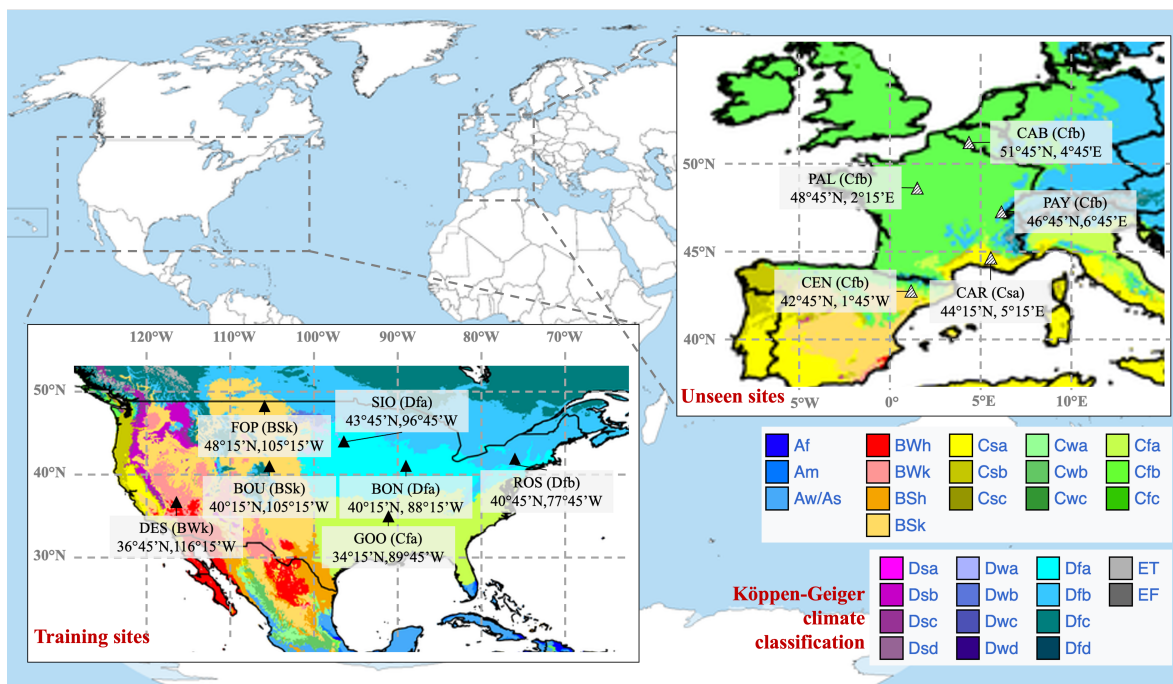 CAB (Cfb)
51°45’N, 4°45’E
50°N
PAL (Cfb)
48°45’N, 2°15’E
PAY (Cfb)
46°45’N,6°45’E
45°N
CEN (Cfb)
42°45’N, 1°45’W
CAR (Csa)
44°15’N, 5°15’E
40°N
Unseen sites
5°W
0°E
5°E
10°E
120°W
110°W
100°W
90°W
80°W
70°W
50°N
SIO (Dfa)
43°45’N,96°45’W
FOP (BSk)
48°15’N,105°15’W
40°N
BOU (BSk)
40°15’N,105°15’W
BON (Dfa)
40°15’N, 88°15’W
ROS (Dfb)
40°45’N,77°45’W
DES (BWk)
36°45’N,116°15’W
GOO (Cfa)
34°15’N,89°45’W
30°N
Training sites
Af
Am
Aw/As
BWh
BWk
BSh
BSk
Csa
Csb
Csc
Cwa
Cwb
Cwc
Cfa
Cfb
Cfc
Köppen-Geiger
climate
classification
Dsa
Dsb
Dsc
Dsd
Dwa
Dwb
Dwc
Dwd
Dfa
Dfb
Dfc
Dfd
ET
EF